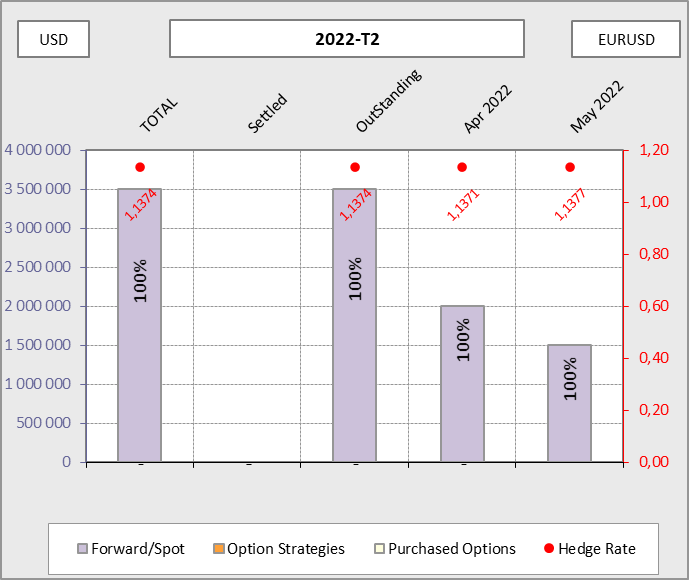 USD
2022-T2
EURUSD
TOTAL
Settled
OutStanding
Apr 2022
May 2022
4 000 000
3 500 000
3 000 000
2 500 000
2 000 000
1 500 000
1 000 000
500 000
0
1,20
1,00
0,80
0,60
0,40
0,20
0,00
1,1374
1,1374
1,1371
1,1377
100%
100%
100%
100%
Forward/Spot
Option Strategies
Purchased Options
Hedge Rate